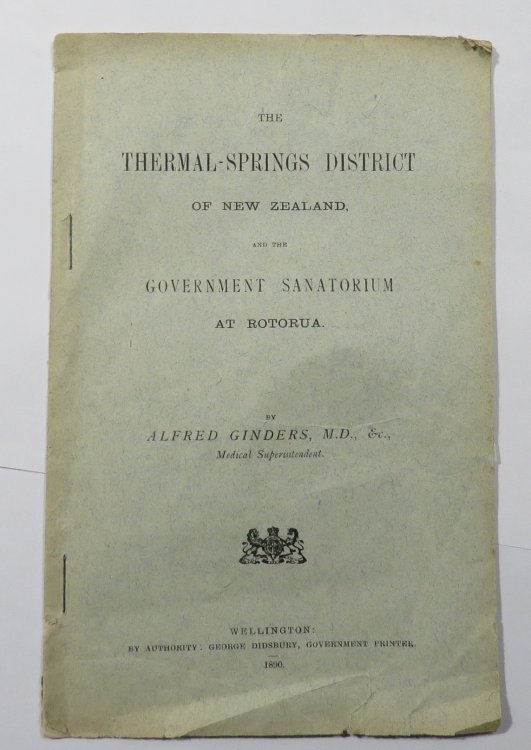 THE
THERMAL-SPRINGS DISTRICT
OF NEW ZEALAND,
AND THE
GOVERNMENT SANATORIUM
AT ROTORUA.
BY
ALFRED GINDERS, M.D., &c.,
Medical Superintendent.
WELLINGTON:
BY AUTHORITY: GEORGE DIDSBURY, GOVERNMENT PRINTER.
1890.